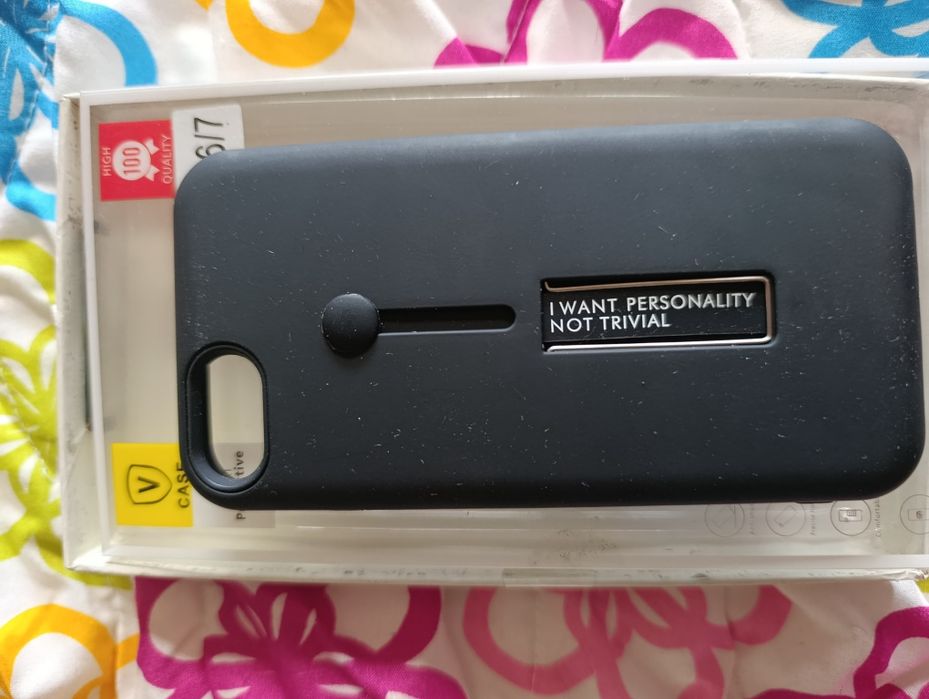 HIGH
100
QUALITY
6/7
I WANT PERSONALITY
NOT TRIVIAL
V
CASE